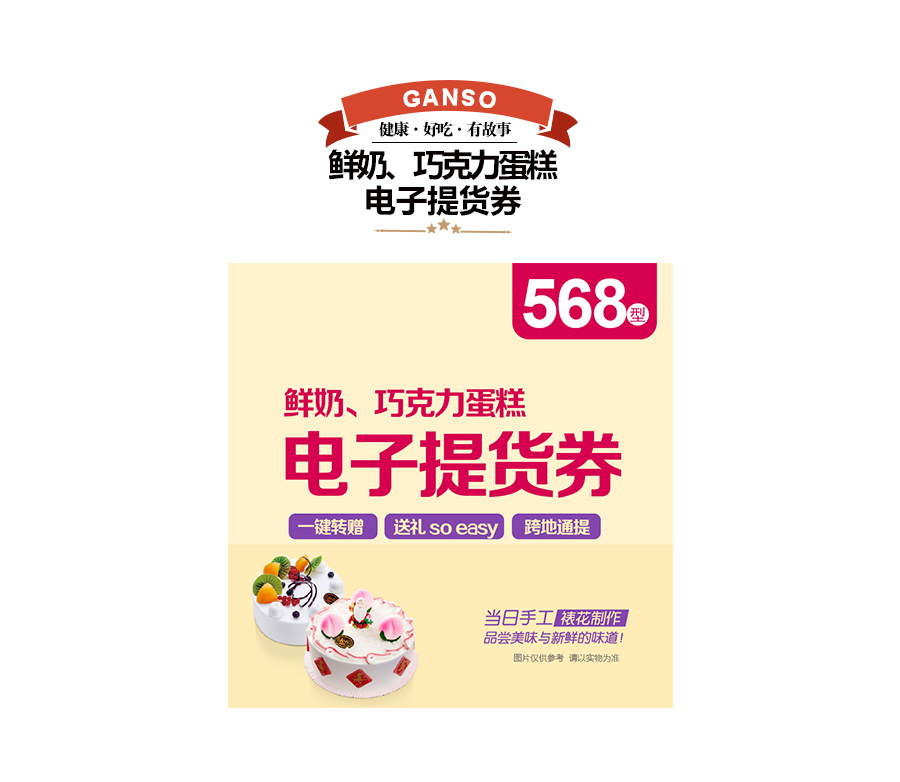 GANSO
健康·好吃·有故事
鲜奶、巧克力蛋糕
电子提货券
568型
鲜奶、巧克力蛋糕
电子提货券
一键转赠 送礼 so easy 跨地通提
当日手工 裱花制作
品尝美味与新鲜的味道!
图片仅供参考 请以实物为准